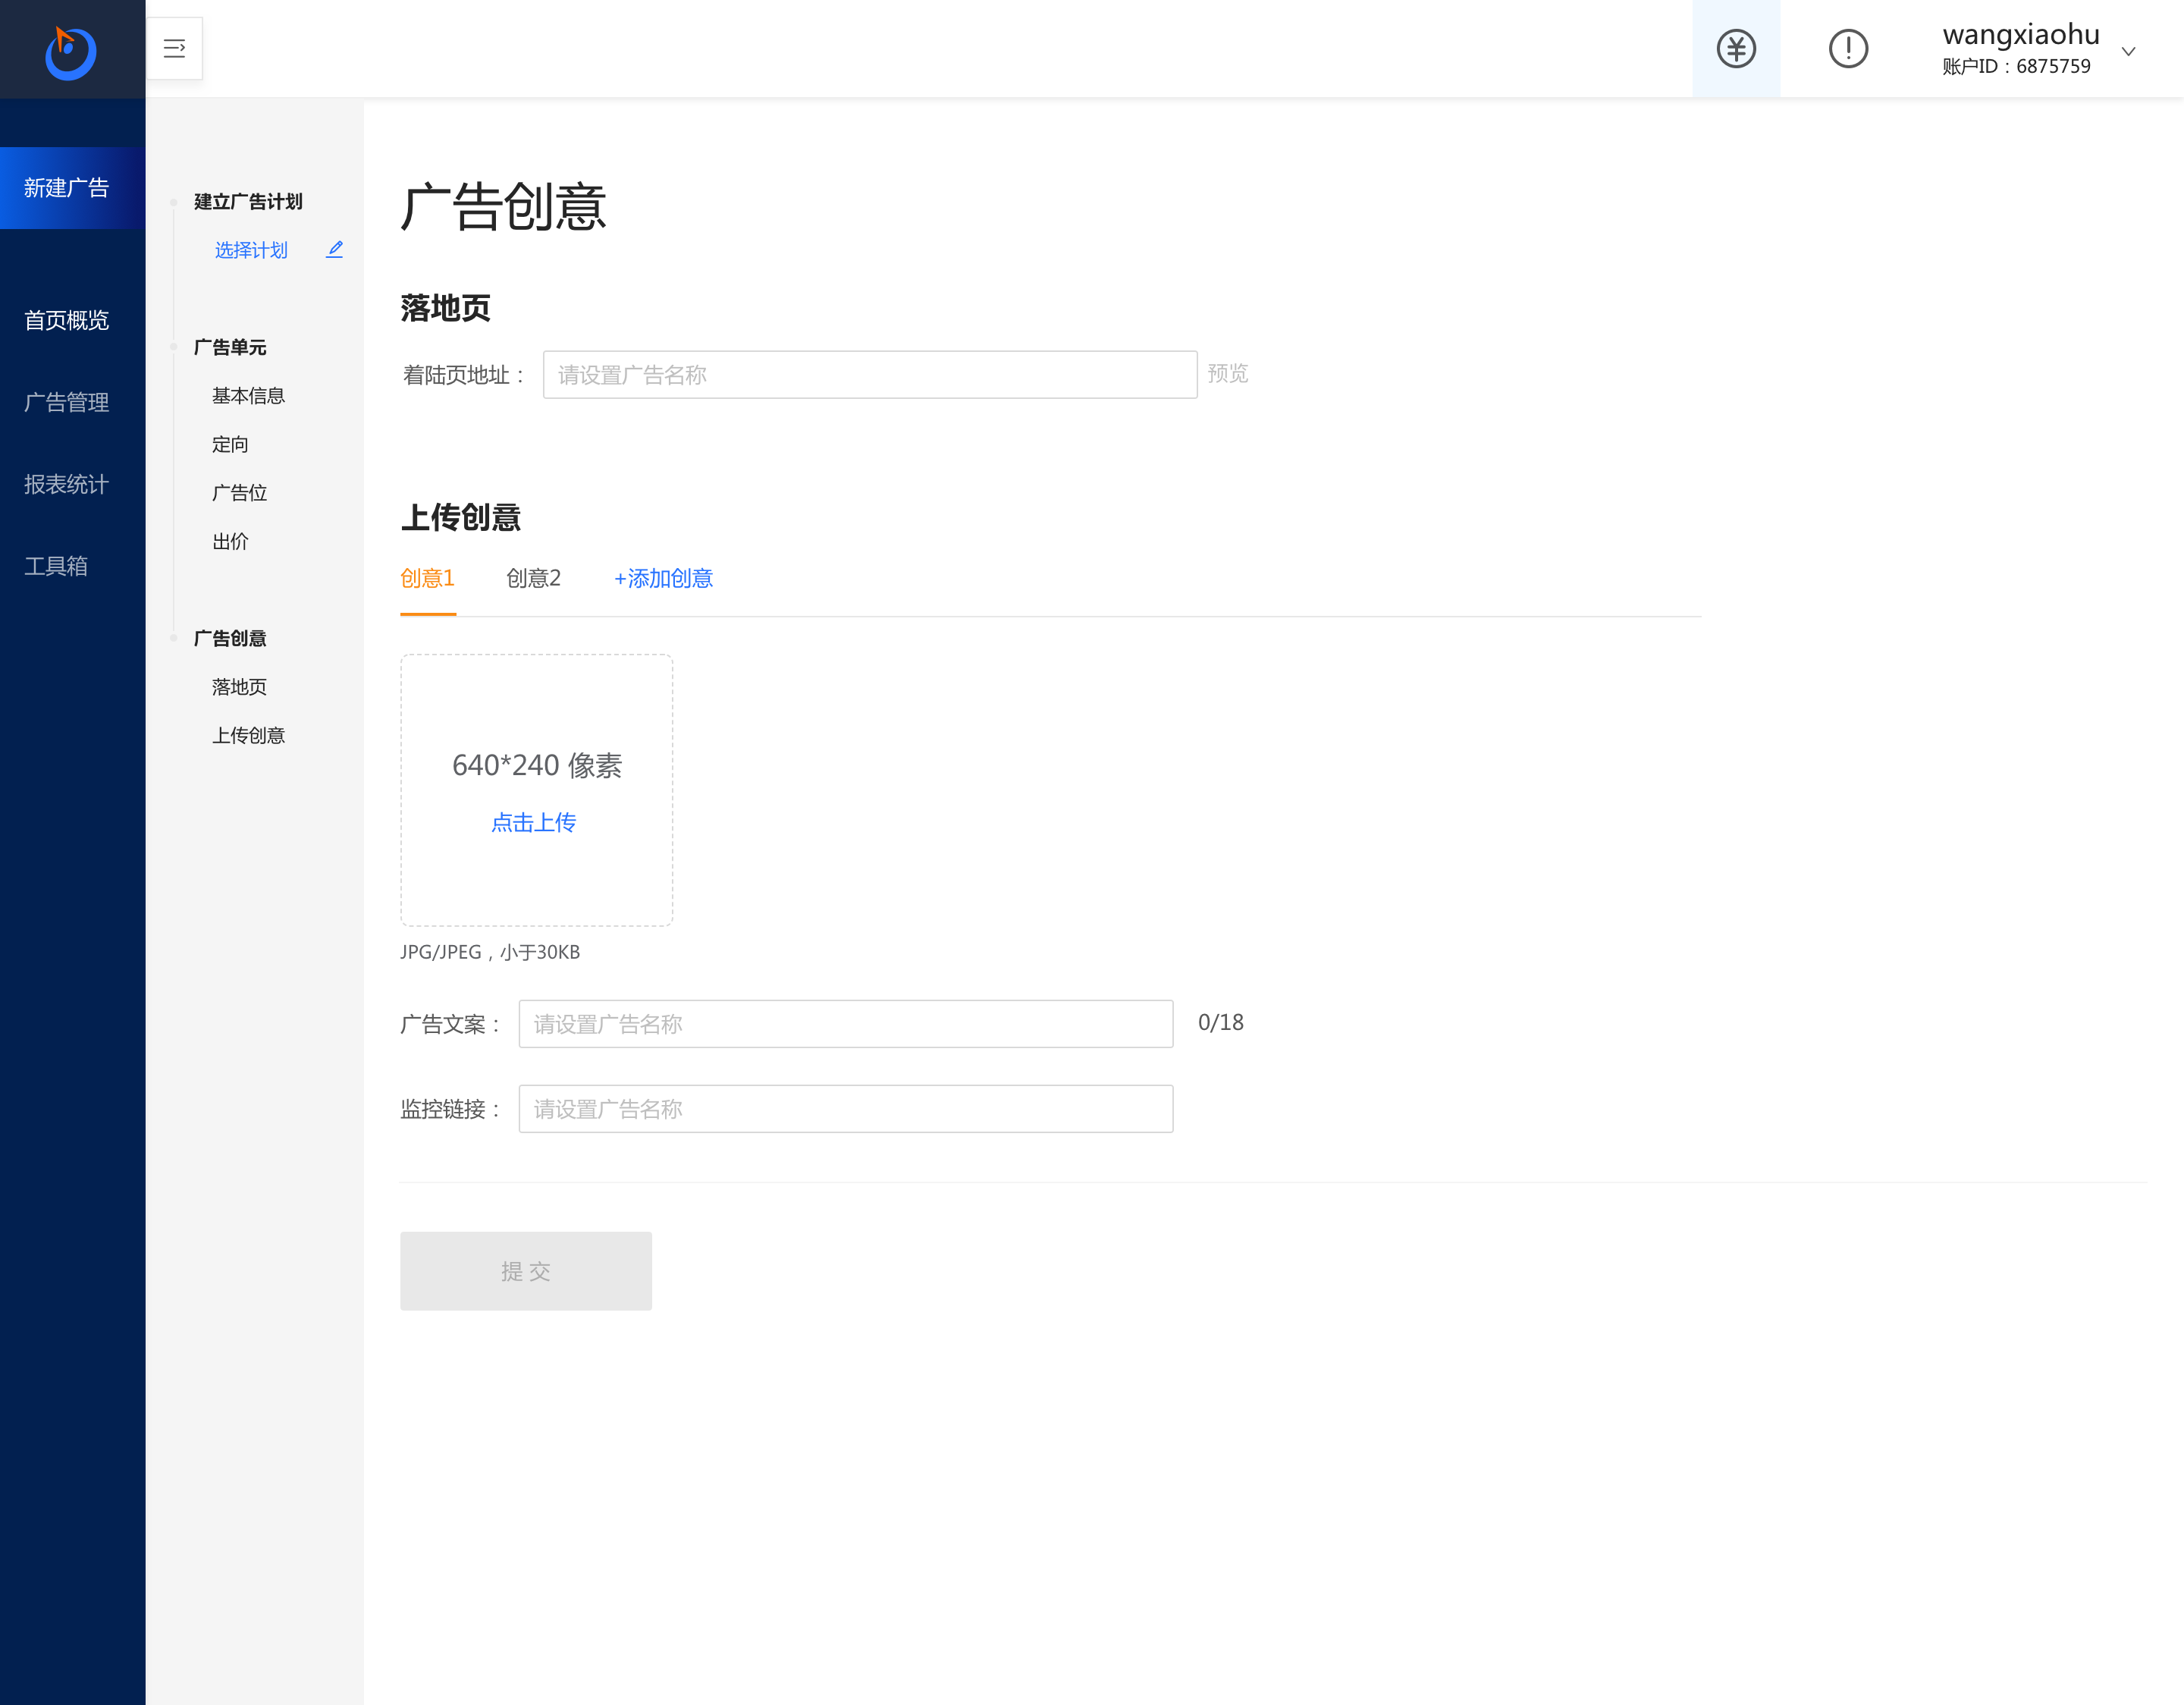 wangxiaohu
账户ID：6875759
新建广告
首页概览
广告管理
报表统计
工具箱
建立广告计划
选择计划
广告单元
基本信息
定向
广告位
出价
广告创意
落地页
上传创意
广告创意
落地页
着陆页地址： 请设置广告名称 预览
上传创意
创意1 创意2 +添加创意
640*240 像素
点击上传
JPG/JPEG，小于30KB
广告文案： 请设置广告名称 0/18
监控链接： 请设置广告名称
提 交